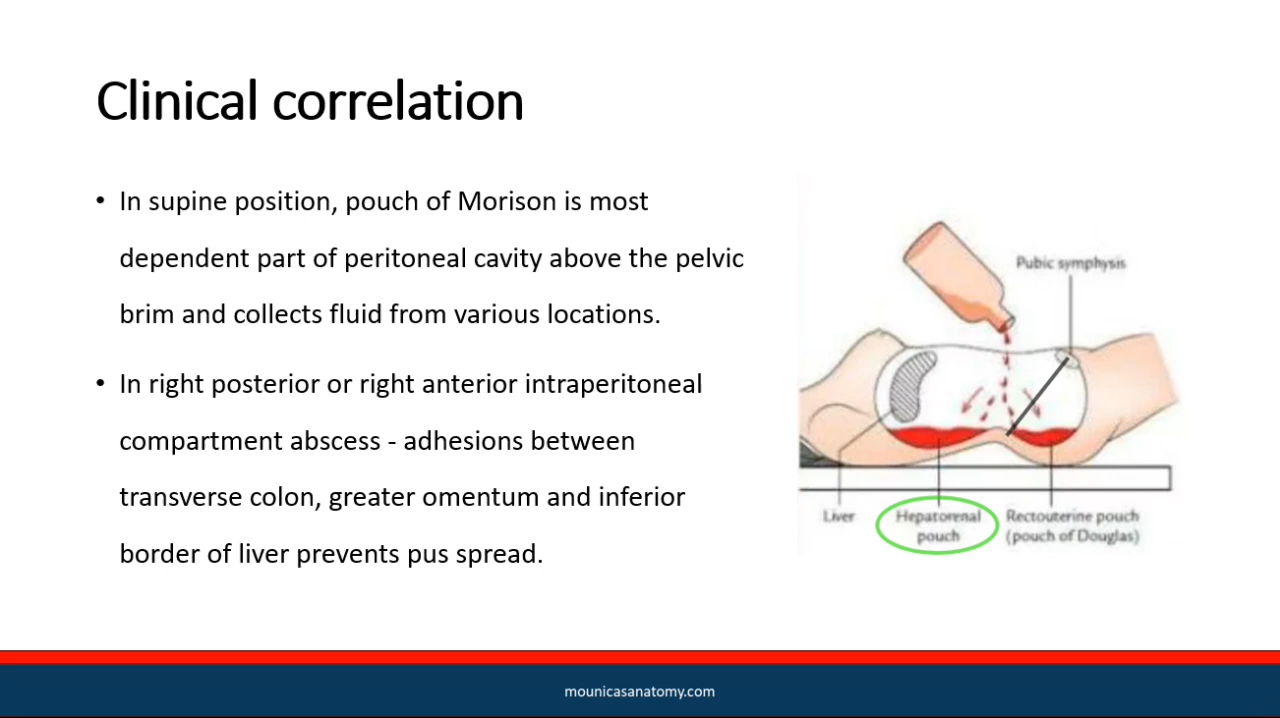 Clinical correlation
• In supine position, pouch of Morison is most
dependent part of peritoneal cavity above the pelvic
brim and collects fluid from various locations.
• In right posterior or right anterior intraperitoneal
compartment abscess - adhesions between
transverse colon, greater omentum and inferior
border of liver prevents pus spread.
Pubic symphysis
Liver
Hepatorenal
pouch
Rectouterine pouch
(pouch of Douglas)
mounicasanatomy.com